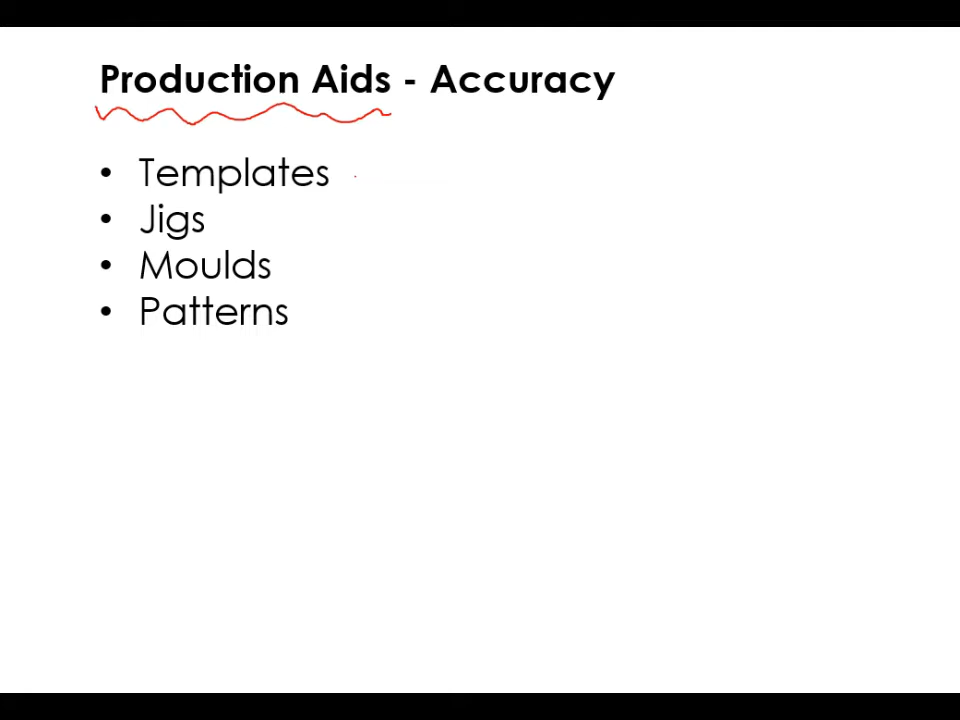 Production Aids - Accuracy
• Templates
• Jigs
• Moulds
• Patterns